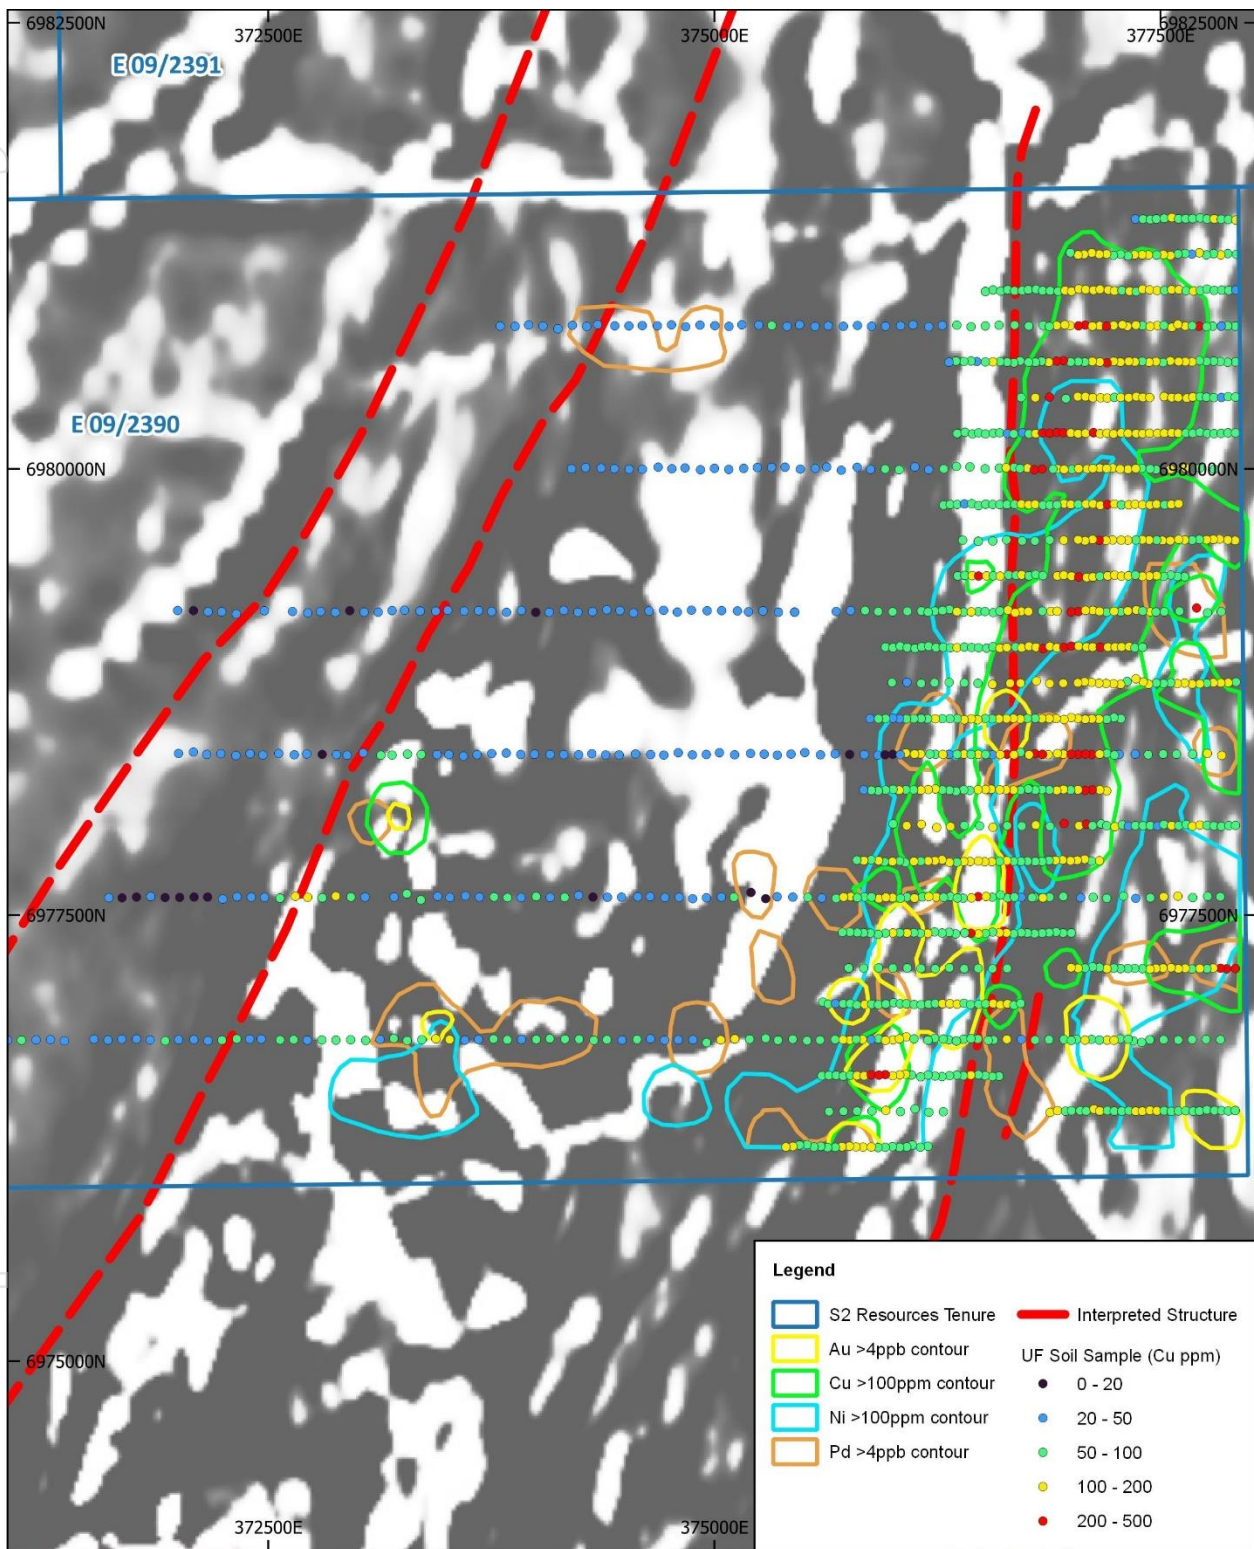 6982500N
372500E
375000E
377500E
6982500N
E 09/2391
E 09/2390
6980000N
6980000N
6977500N
6977500N
6975000N
372500E
375000E
Legend
S2 Resources Tenure
Au >4ppb contour
Cu >100ppm contour
Ni >100ppm contour
Pd >4ppb contour
Interpreted Structure
UF Soil Sample (Cu ppm)
0 - 20
20 - 50
50 - 100
100 - 200
200 - 500